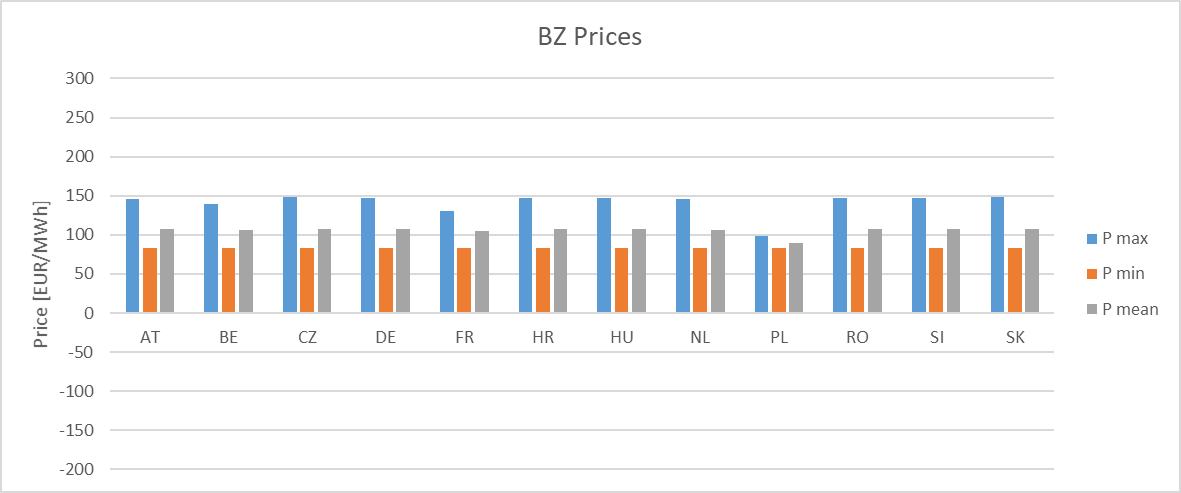 BZ Prices
Price [EUR/MWh]
300
250
200
150
100
50
0
-50
-100
-150
-200
AT BE CZ DE FR HR HU NL PL RO SI SK
P max
P min
P mean